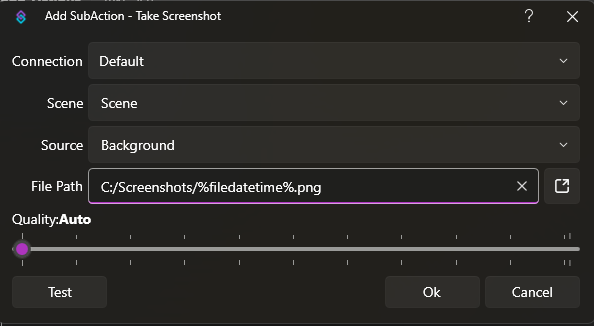 Add SubAction - Take Screenshot ?
Connection Default
Scene Scene
Source Background
File Path C:/Screenshots/%filedatetime%.png
Quality:Auto
Test Ok Cancel